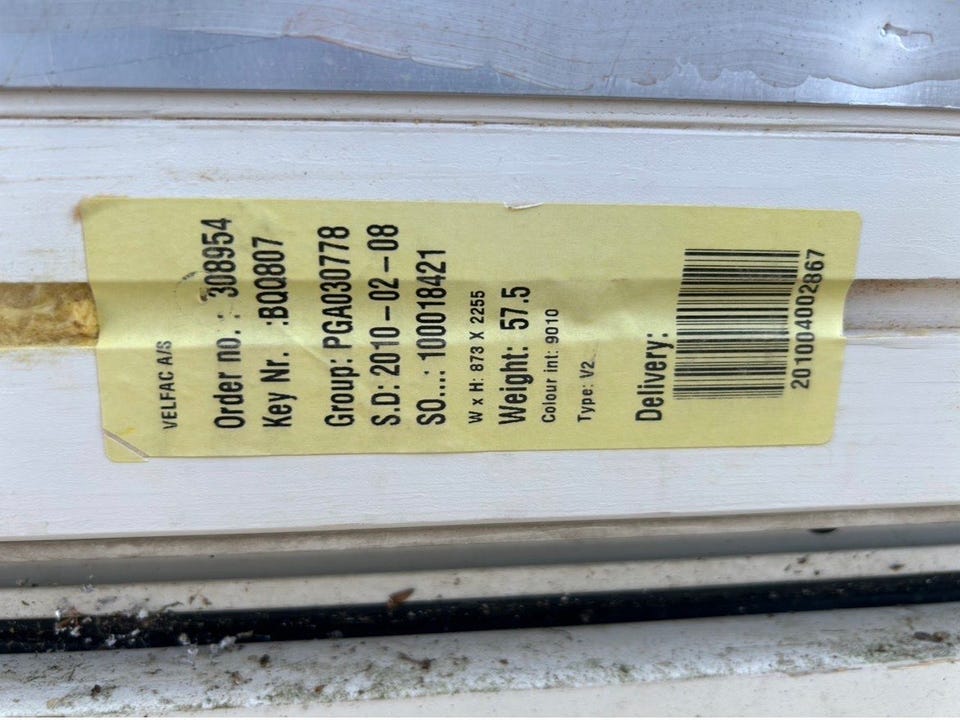 VELFAC A/S
Order no. : 308954
Key Nr. :BQQ807
Group: PGA030778
S.D: 2010-02-08
SO...: 100018421
W x H: 873 X 2255
Weight: 57.5
Colour int: 9010
Type: V2
Delivery:
201004002867